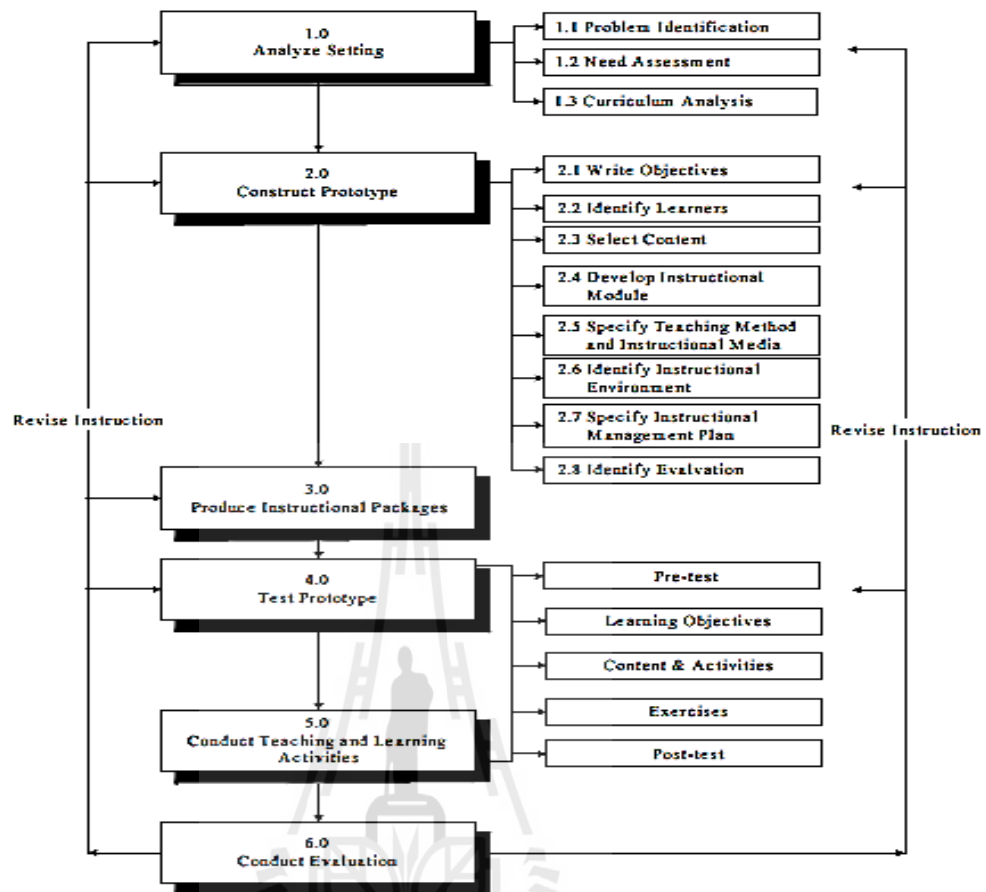 1.0
Analyze Setting
1.1 Problem Identification
1.2 Need Assessment
1.3 Curriculum Analysis
2.0
Construct Prototype
2.1 Write Objectives
2.2 Identify Learners
2.3 Select Content
2.4 Develop Instructional
Module
2.5 Specify Teaching Method
and Instructional Media
2.6 Identify Instructional
Environment
2.7 Specify Instructional
Management Plan
2.8 Identify Evaluation
Revise Instruction
Revise Instruction
3.0
Produce Instructional Packages
4.0
Test Prototype
Pre-test
Learning Objectives
Content & Activities
Exercises
Post-test
5.0
Conduct Teaching and Learning
Activities
6.0
Conduct Evaluation